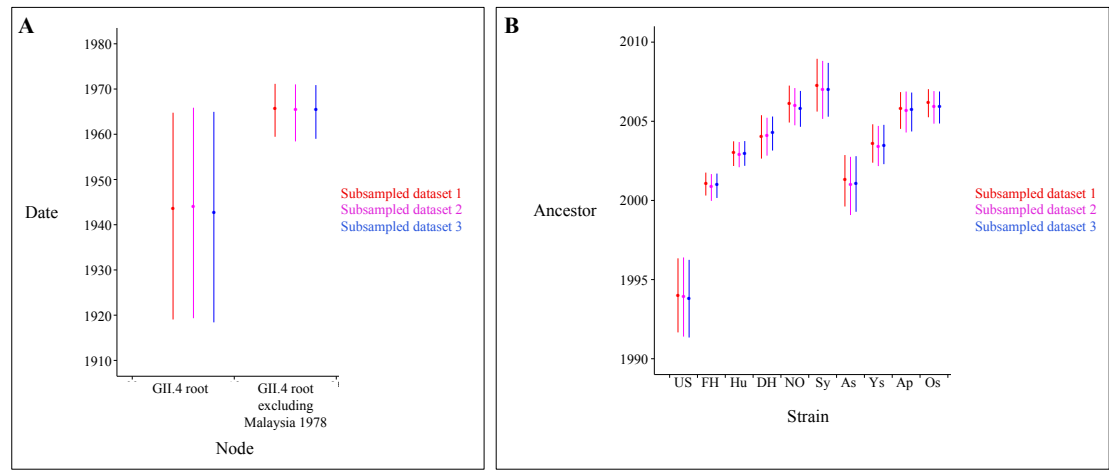 A
1980
1970
1960
1950
1940
1930
1920
1910
Date
GII.4 root
GII.4 root
excluding
Malaysia 1978
Node
Subsampled dataset 1
Subsampled dataset 2
Subsampled dataset 3
B
2010
2005
2000
1995
1990
Ancestor
US FH Hu DH NO Sy As Ys Ap Os
Strain
Subsampled dataset 1
Subsampled dataset 2
Subsampled dataset 3